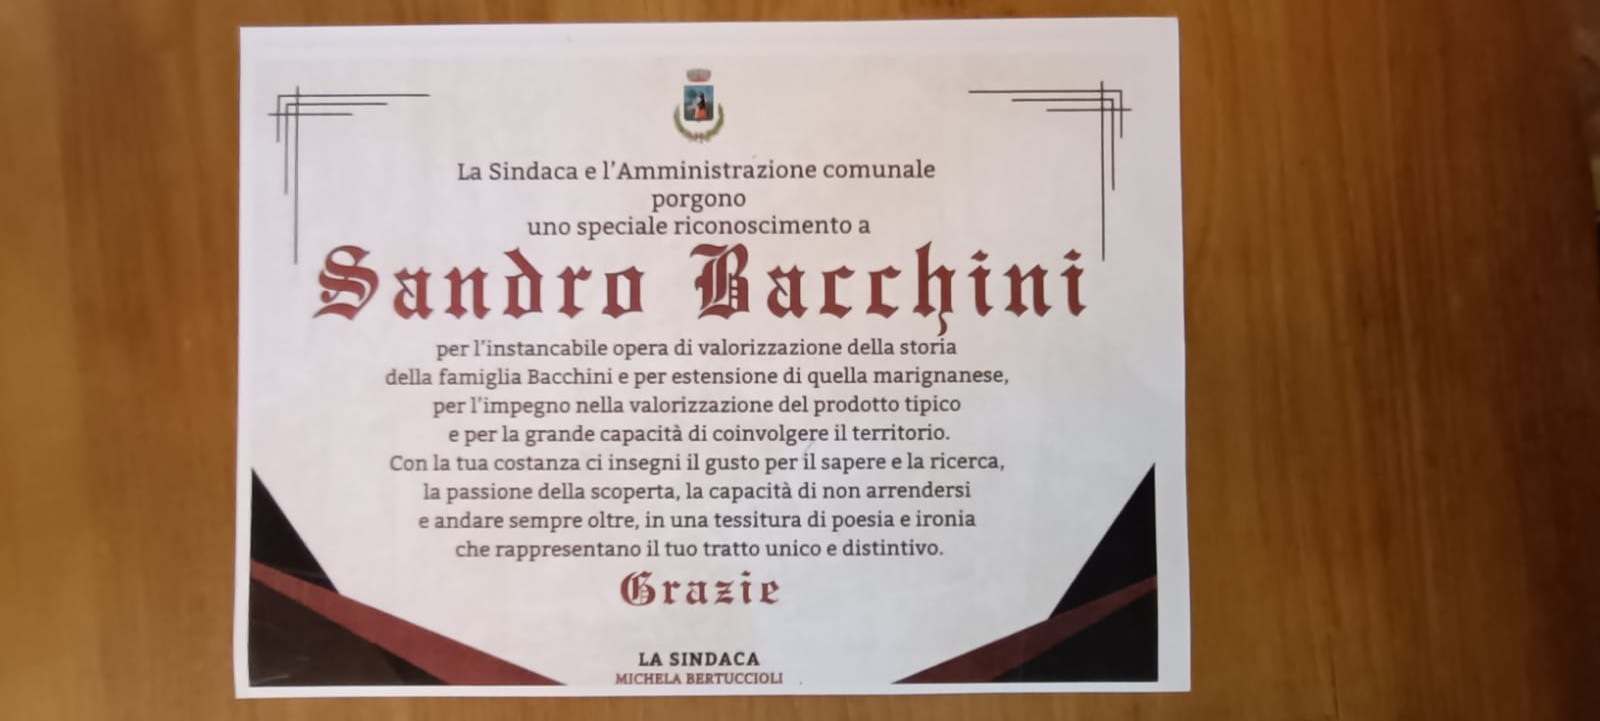 La Sindaca e l'Amministrazione comunale
porgono
uno speciale riconoscimento a
Sandro Bacchini
per l'instancabile opera di valorizzazione della storia
della famiglia Bacchini e per estensione di quella marignanese,
per l'impegno nella valorizzazione del prodotto tipico
e per la grande capacità di coinvolgere il territorio.
Con la tua costanza ci insegni il gusto per il sapere e la ricerca,
la passione della scoperta, la capacità di non arrendersi
e andare sempre oltre, in una tessitura di poesia e ironia
che rappresentano il tuo tratto unico e distintivo.
Grazie
LA SINDACA
MICHELA BERTUCCIOLI